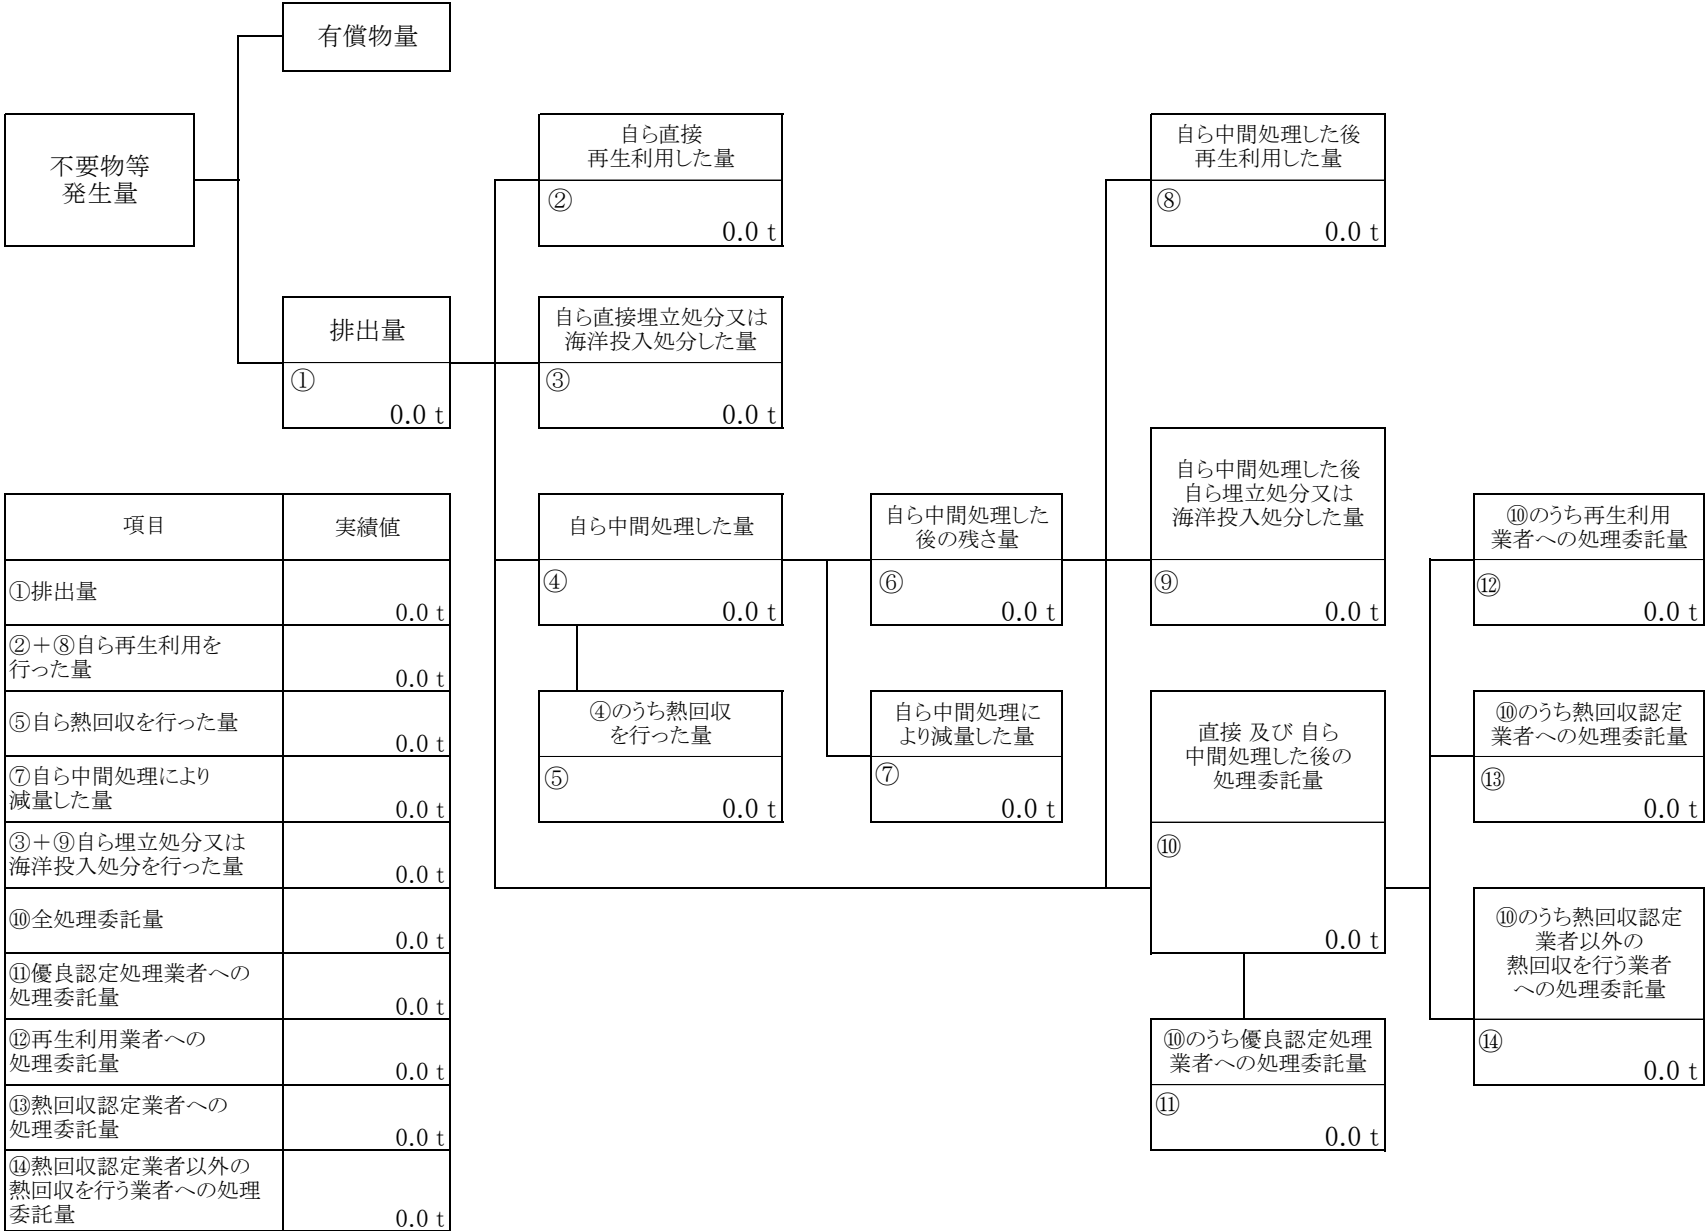 有償物量
不要物等
発生量
自ら直接
再生利用した量
②
0.0 t
自ら中間処理した後
再生利用した量
⑧
0.0 t
排出量
①
0.0 t
自ら直接埋立処分又は
海洋投入処分した量
③
0.0 t
自ら中間処理した量
④
0.0 t
自ら中間処理した
後の残さ量
⑥
0.0 t
自ら中間処理した後
自ら埋立処分又は
海洋投入処分した量
⑨
0.0 t
⑩のうち再生利用
業者への処理委託量
⑫
0.0 t
④のうち熱回収
を行った量
⑤
0.0 t
自ら中間処理に
より減量した量
⑦
0.0 t
直接 及び 自ら
中間処理した後の
処理委託量
⑩
0.0 t
⑩のうち熱回収認定
業者への処理委託量
⑬
0.0 t
⑩のうち熱回収認定
業者以外の
熱回収を行う業者
への処理委託量
⑭
0.0 t
⑩のうち優良認定処理
業者への処理委託量
⑪
0.0 t
項目 実績値
①排出量
0.0 t
②＋⑧自ら再生利用を
行った量
0.0 t
⑤自ら熱回収を行った量
0.0 t
⑦自ら中間処理により
減量した量
0.0 t
③＋⑨自ら埋立処分又は
海洋投入処分を行った量
0.0 t
⑩全処理委託量
0.0 t
⑪優良認定処理業者への
処理委託量
0.0 t
⑫再生利用業者への
処理委託量
0.0 t
⑬熱回収認定業者への
処理委託量
0.0 t
⑭熱回収認定業者以外の
熱回収を行う業者への処理
委託量
0.0 t